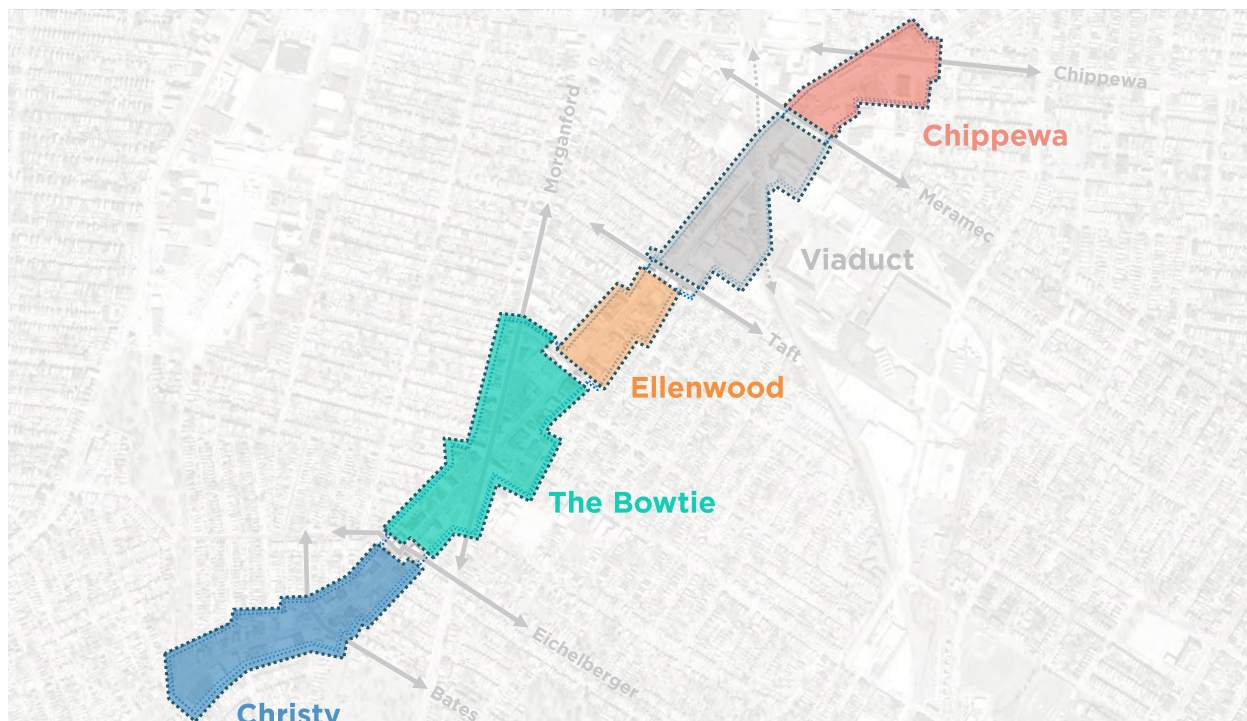 Chippewa
Morganford
Chippewa
Meramec
Viaduct
Taft
Ellenwood
The Bowtie
Eichelberger
Bates
Christy